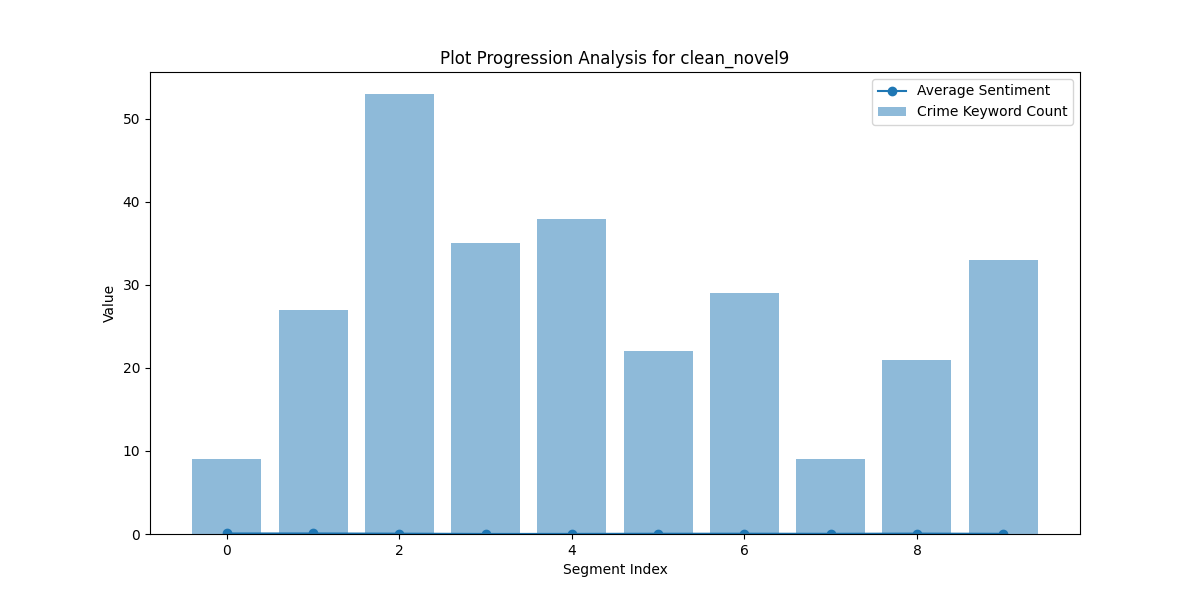 Plot Progression Analysis for clean_novel9
Average Sentiment
Crime Keyword Count
Value
50
40
30
20
10
0
0 2 4 6 8
Segment Index